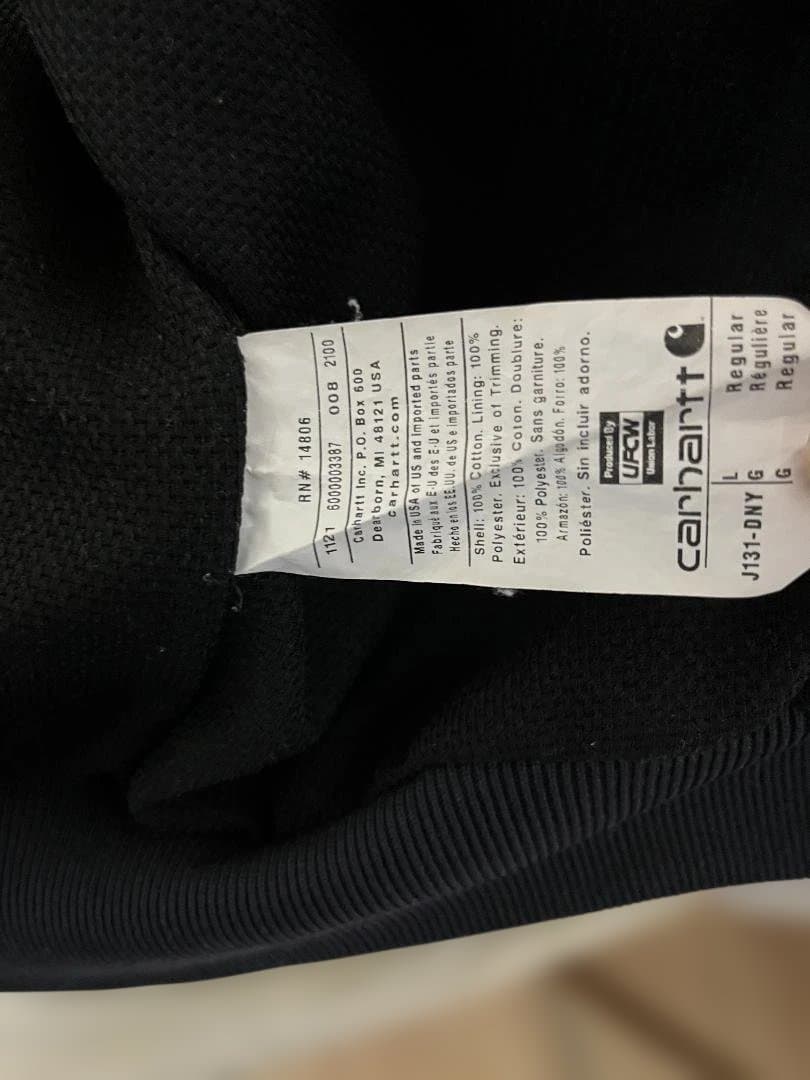 carhartt
J131-DNY L Regular
G Régulière
G Regular
Produced By
UFCW
Union Labor
Shell: 100% Cotton. Lining: 100%
Polyester. Exclusive of Trimming.
Extérieur: 100% Coton. Doublure:
100% Polyester. Sans garniture.
Armazón: 100% Algodón. Forro: 100%
Poliéster. Sin incluir adorno.
Made in USA of US and imported parts
Fabriqué aux E-U des E-U et importés partie
Hecho en los EE.UU. de US e importados parte
Carhartt Inc. P.O. Box 600
Dearborn, MI 48121 USA
carhartt.com
1121 6000003387 008 2100
RN# 14806